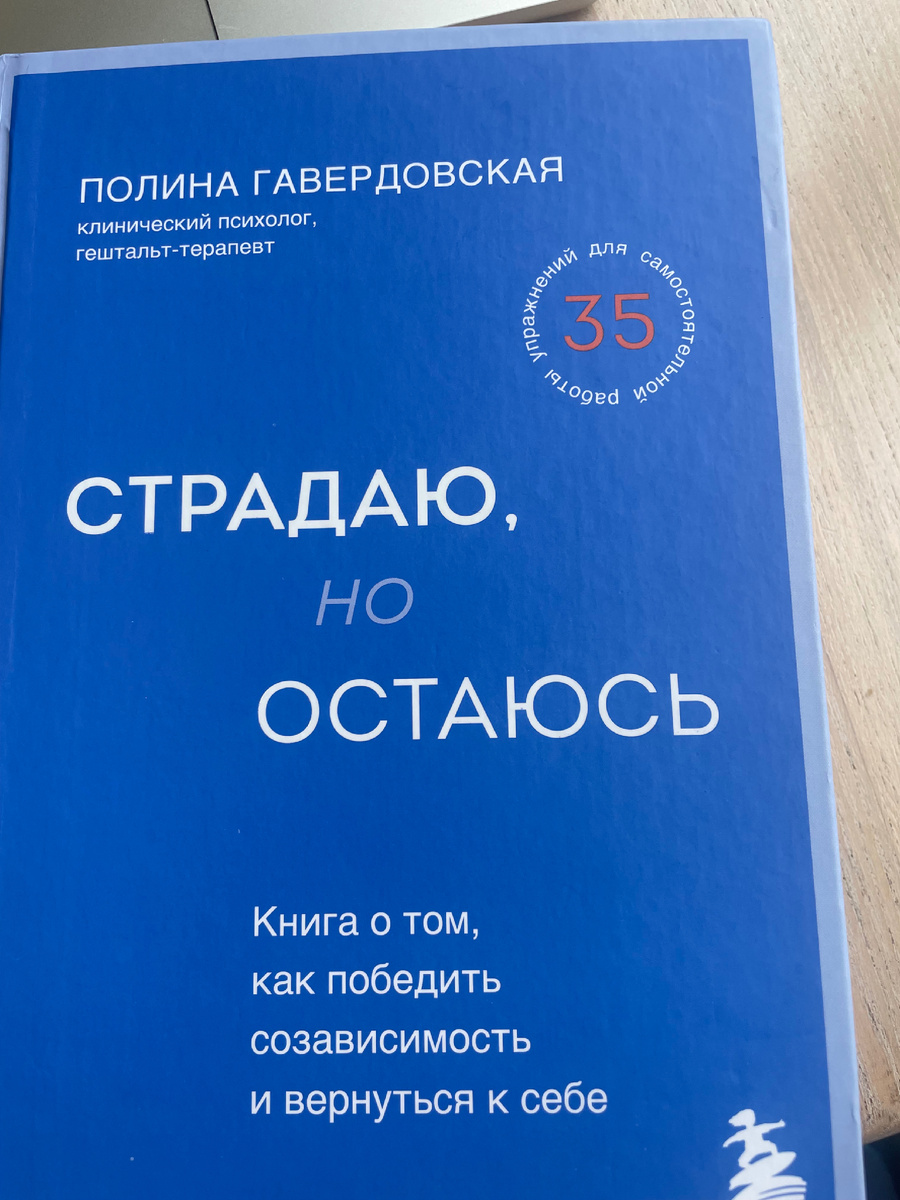 ПОЛИНА ГАВЕРДОВСКАЯ
клинический психолог,
гештальт-терапевт
35
упражнений для самостоятельной работы
СТРАДАЮ,
НО
ОСТАЮСЬ
Книга о том,
как победить
созависимость
и вернуться к себе